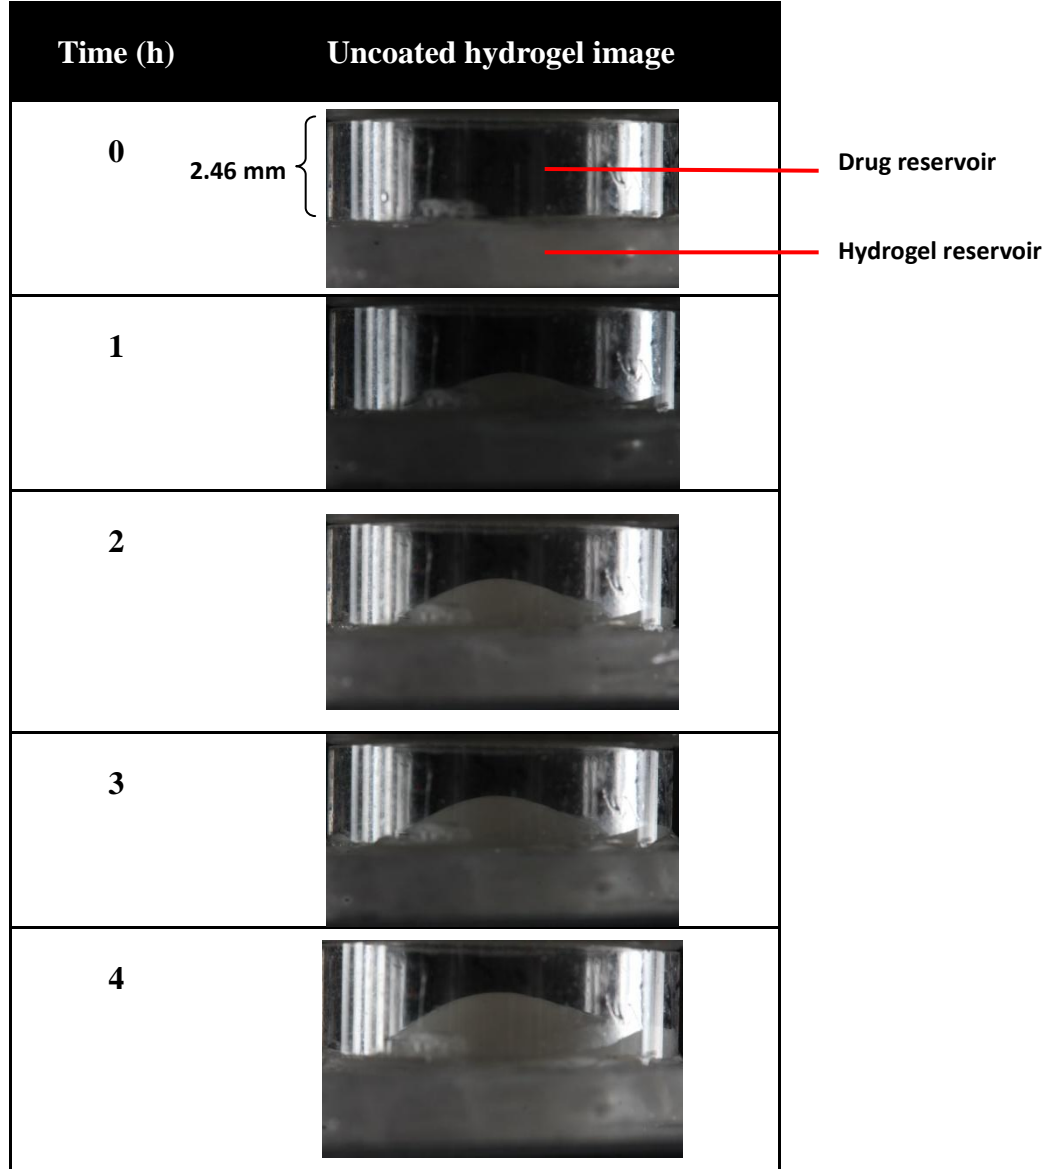 Time (h) Uncoated hydrogel image
0
2.46 mm
Drug reservoir
Hydrogel reservoir
1
2
3
4